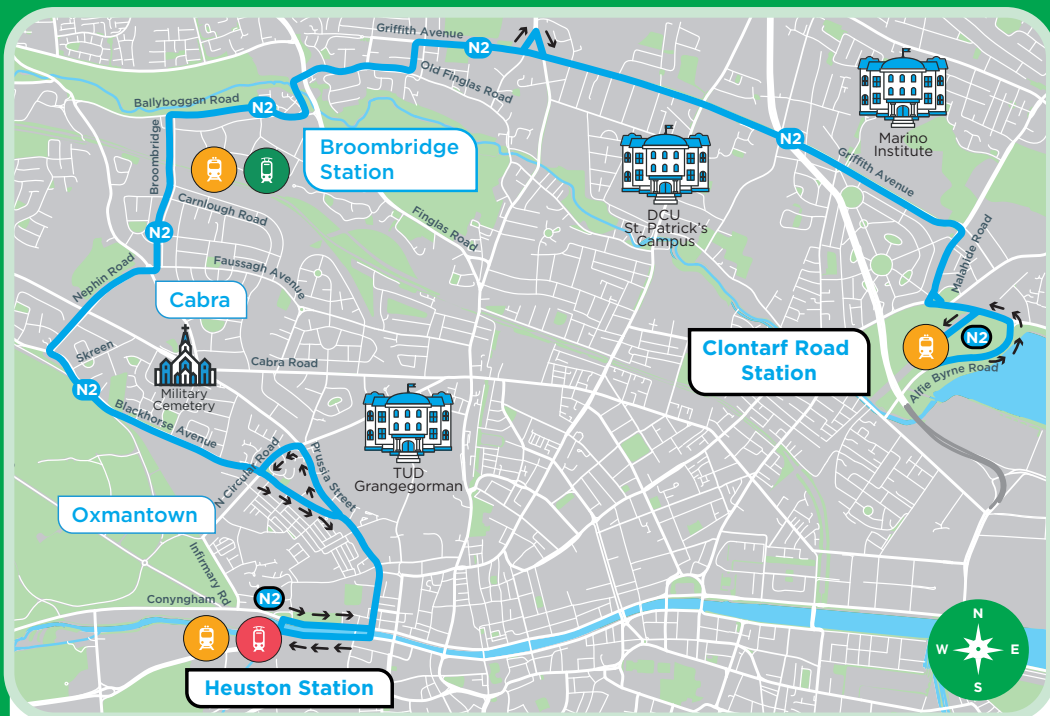 Griffith Avenue
N2
Old Finglas Road
Ballyboggan Road
N2
Marino
Institute
Broombridge
Broombridge
Station
N2
Griffith Avenue
DCU
St. Patrick's
Campus
Carnlough Road
Finglas Road
N2
Malahide Road
Nephin Road
Faussagh Avenue
Cabra
N2
Clontarf Road
Station
Skreen
Cabra Road
Alfie Byrne Road
Military
Cemetery
N2
Blackhorse Avenue
N Circular Road
Prussia Street
TUD
Grangegorman
Oxmantown
Infirmary Rd
Conyngham
N2
Heuston Station
N
W
E
S